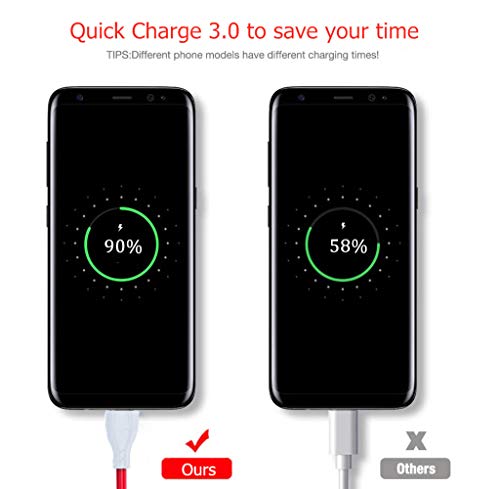 Quick Charge 3.0 to save your time
TIPS:Different phone models have different charging times!
90%
58%
Ours
X
Others